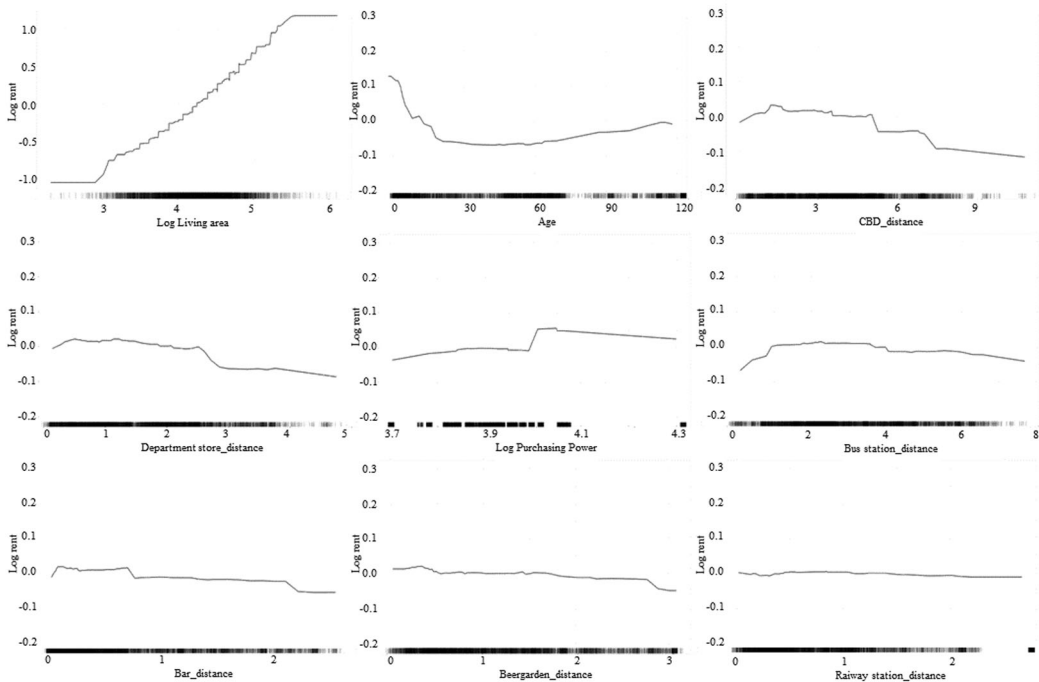 1.0
0.5
0.0
-0.5
-1.0
Log rent
3 4 5 6
Log Living area
0.3
0.2
0.1
0.0
-0.1
-0.2
Log rent
0 30 60 90 120
Age
0.3
0.2
0.1
0.0
-0.1
-0.2
Log rent
0 3 6 9
CBD_distance
0.3
0.2
0.1
0.0
-0.1
-0.2
Log rent
0 1 2 3 4 5
Department store_distance
0.3
0.2
0.1
0.0
-0.1
-0.2
Log rent
3.7 3.9 4.1 4.3
Log Purchasing Power
0.3
0.2
0.1
0.0
-0.1
-0.2
Log rent
0 2 4 6 8
Bus station_distance
0.3
0.2
0.1
0.0
-0.1
-0.2
Log rent
0 1 2
Bar_distance
0.3
0.2
0.1
0.0
-0.1
-0.2
Log rent
0 1 2 3
Beergarden_distance
0.3
0.2
0.1
0.0
-0.1
-0.2
Log rent
0 1 2
Raiway station_distance